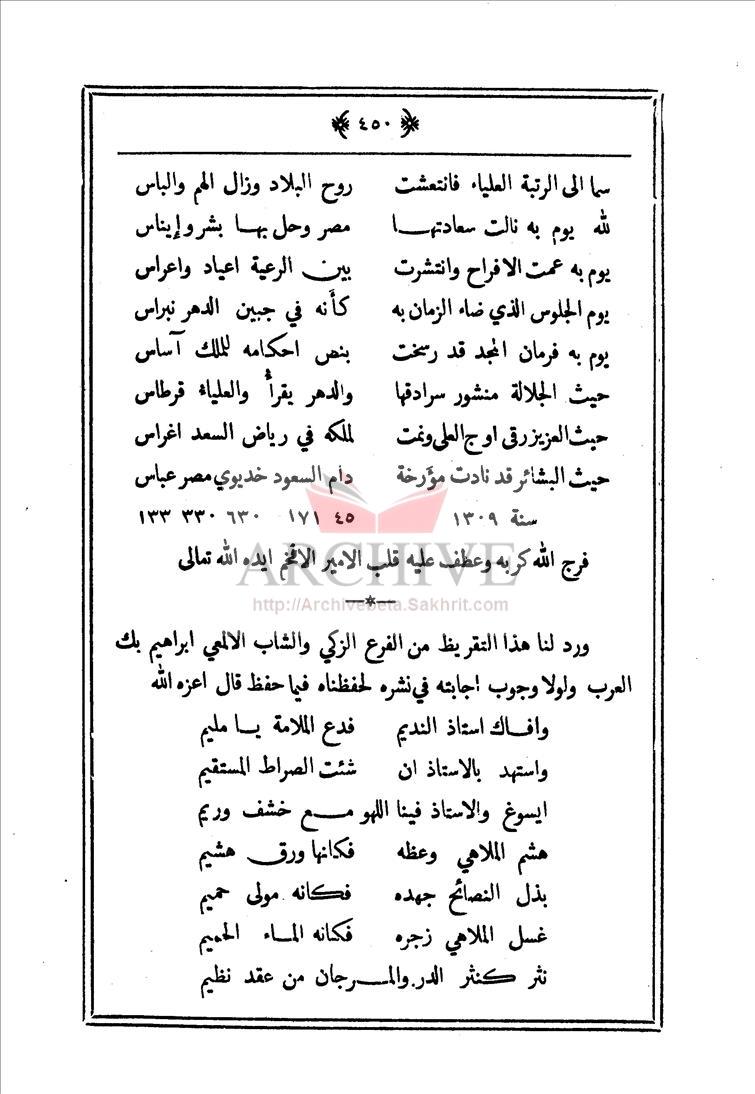 ٤٥٠
سما الى الرتبة العلياء فانتعشت روح البلاد وزال الهم والباس
لله يوم به نالت سعادتهـا مصر وحل بهـا بشر وإيناس
يوم به عمت الافراح وانتشرت بين الرعية اعياد واعراس
يوم الجلوس الذي ضاء الزمان به كأنه في جبين الدهر نبراس
يوم به فرمان المجد قد رسخت بنص احكامه للملك آساس
حيث الجلالة منشور سرادقها والدهر يقرأ والعلياء قرطاس
حيث العزيز رقى اوج العلى ونمت لملكه في رياض السعد اغراس
حيث البشائر قد نادت مؤرخة دام السعود خديوي مصر عباس
سنة ١٣٠٩ ٤٥ ١٧١ ٦٣٠ ٣٣٠ ١٣٣
فرج الله كربه وعطف عليه قلب الامير الافخم ايده الله تعالى
ARCHIVE
http://Archivebeta.Sakhrit.com
ورد لنا هذا التقريظ من الفرع الزكي والشاب الالمعي ابراهيم بك
العرب ولولا وجوب اجابته في نشره لحفظناه فيما حفظ قال اعزه الله
وافـاك استاذ النديم فدع الملامة يـا مليم
واستهد بالاستاذ ان شئت الصراط المستقيم
ايسوغ والاستاذ فينا اللهو مـع خشف وريم
هشم الملاهي وعظه فكانها ورق هشيم
بذل النصائح جهده فكانه مولى حميم
غسل الملاهي زجره فكانه المـاء الحميم
نثر كنثر الدر والمـرجان من عقد نظيم